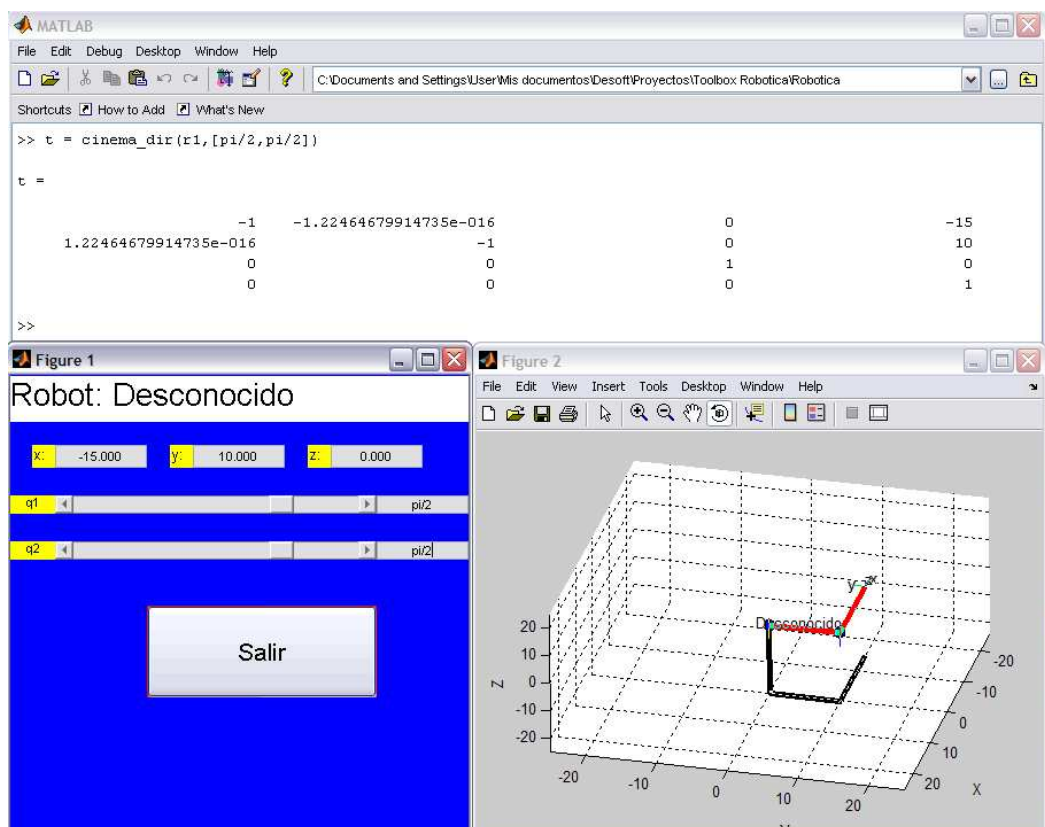 MATLAB
File Edit Debug Desktop Window Help
C:\Documents and Settings\User\Mis documentos\Desoft\Proyectos\Toolbox Robotica\Robotica
Shortcuts How to Add What's New
>> t = cinema_dir(r1,[pi/2,pi/2])
t =
-1 -1.22464679914735e-016 0 -15
1.22464679914735e-016 -1 0 10
0 0 1 0
0 0 0 1
>>
Figure 1
Robot: Desconocido
x: -15.000 y: 10.000 z: 0.000
q1 pi/2
q2 pi/2
Salir
Figure 2
File Edit View Insert Tools Desktop Window Help
y z x
Desconocido
20
10
0
-10
-20
Z
-20
-10
0
10
20
X
-20
-10
0
10
20